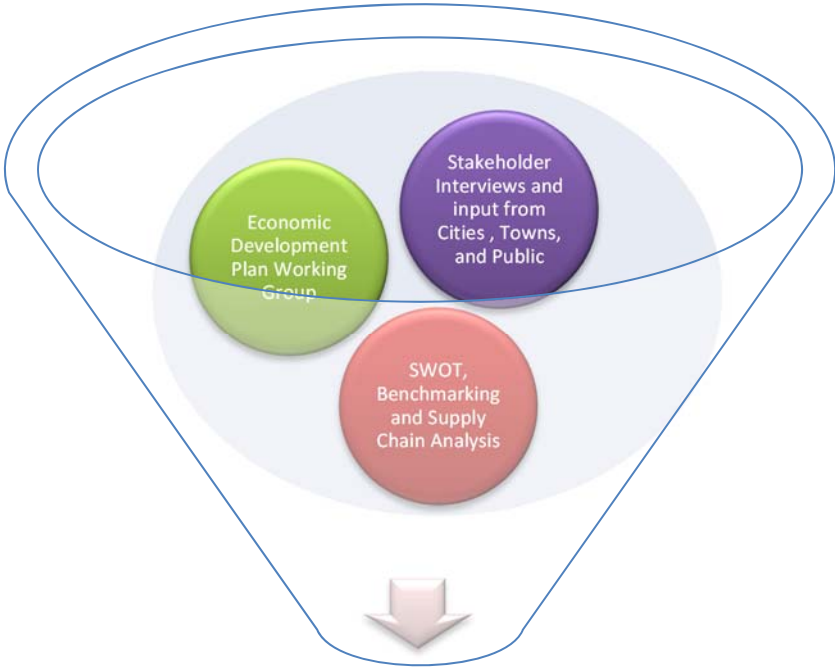 Stakeholder
Interviews and
input from
Cities , Towns,
and Public
Economic
Development
Plan Working
Group
SWOT,
Benchmarking
and Supply
Chain Analysis